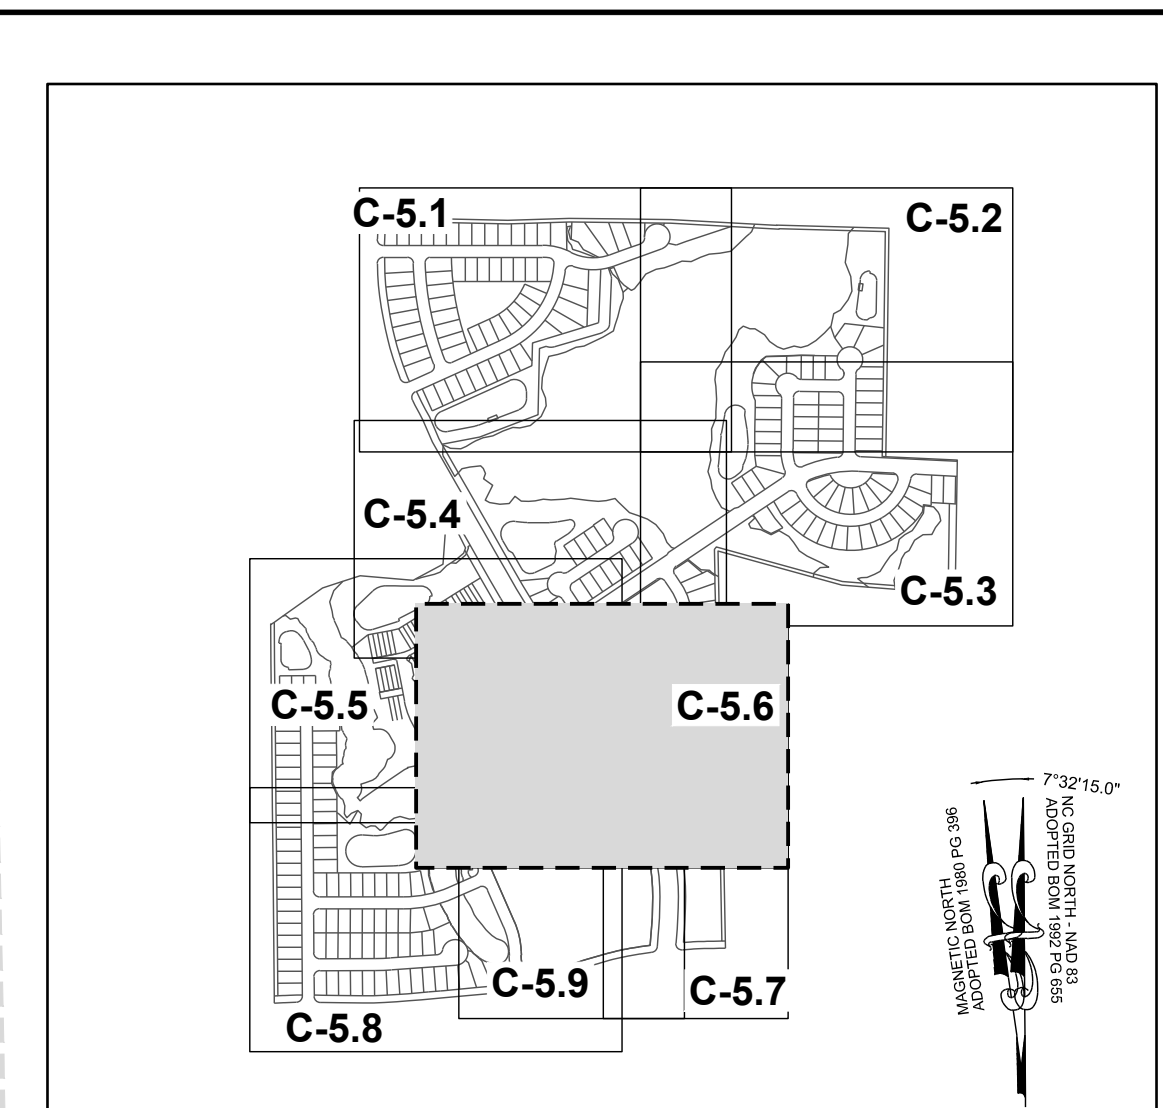 C-5.1
C-5.2
C-5.4
C-5.3
C-5.5
C-5.6
C-5.9
C-5.7
C-5.8
7°32'15.0"
NC GRID NORTH - NAD 83
ADOPTED BOM 1992 PG 655
MAGNETIC NORTH
ADOPTED BOM 1980 PG 396